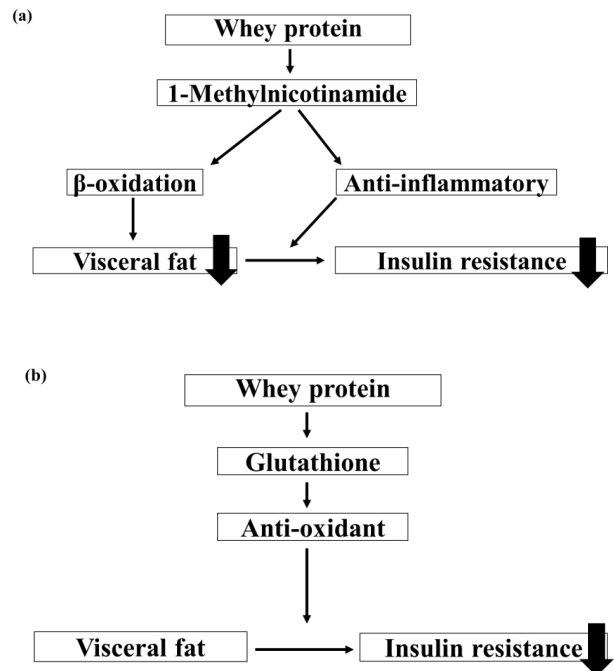 (a)
Whey protein
1-Methylnicotinamide
β-oxidation
Anti-inflammatory
Visceral fat
Insulin resistance
(b)
Whey protein
Glutathione
Anti-oxidant
Visceral fat
Insulin resistance